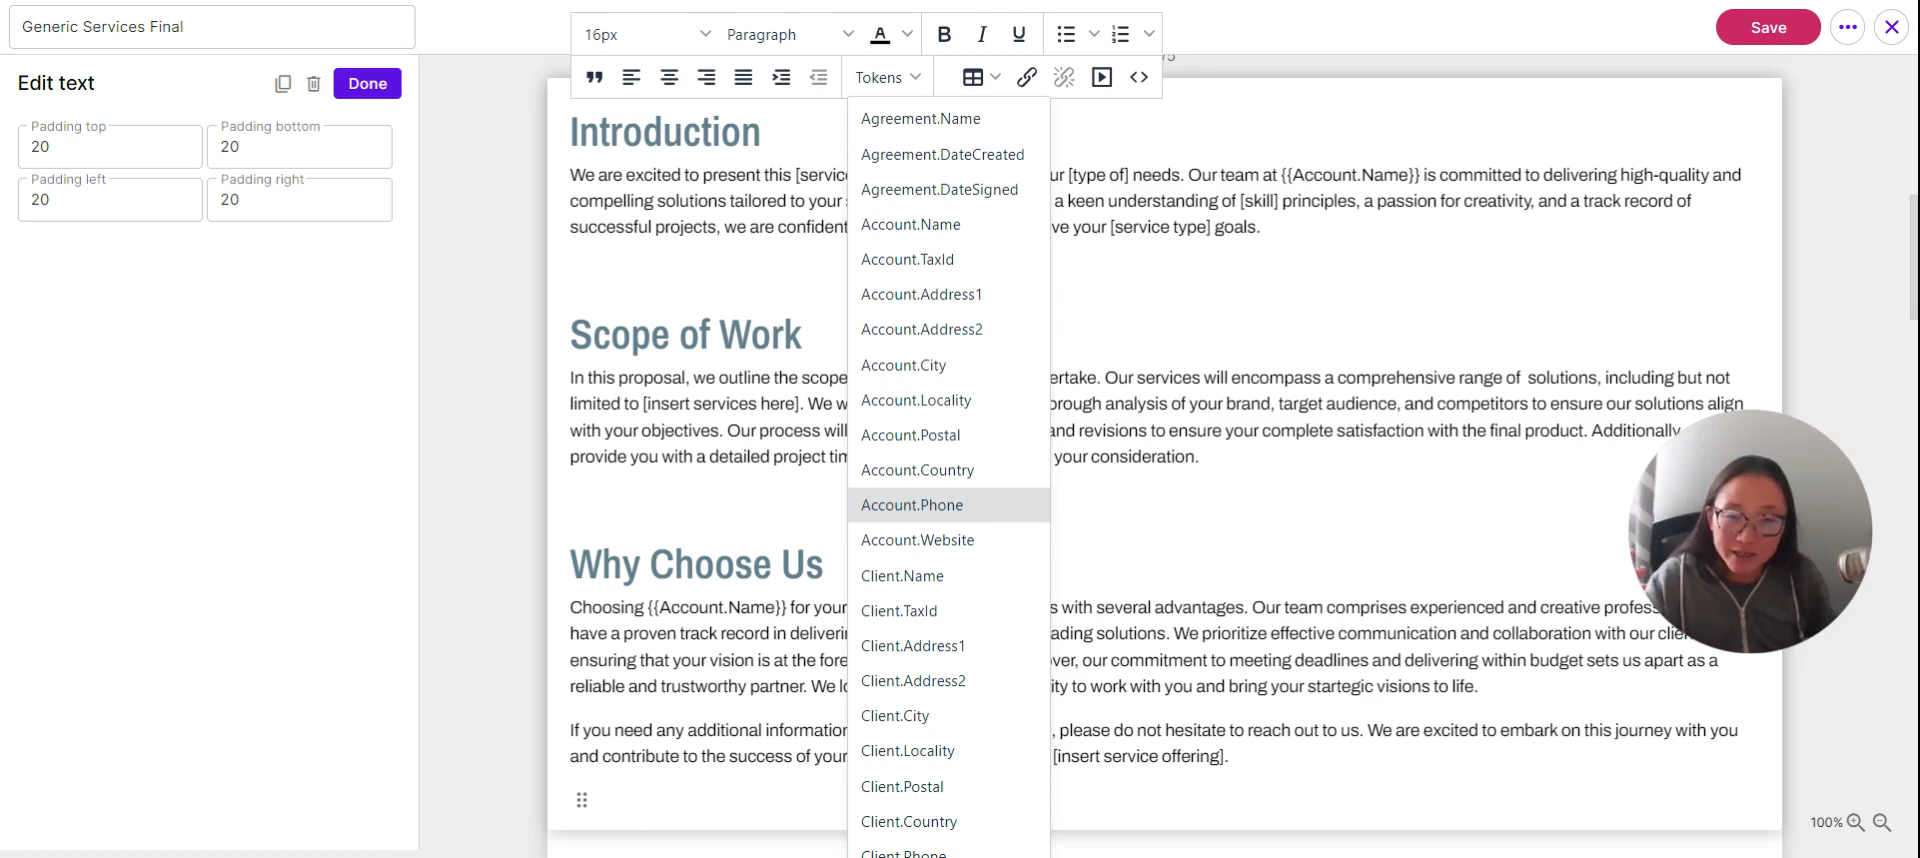 Generic Services Final
16px
Paragraph
A
B
I
U
Save
Edit text
Done
Tokens
/5
Padding top
20
Padding bottom
20
Padding left
20
Padding right
20
Agreement.Name
Agreement.DateCreated
Agreement.DateSigned
Account.Name
Account.TaxId
Account.Address1
Account.Address2
Account.City
Account.Locality
Account.Postal
Account.Country
Account.Phone
Account.Website
Client.Name
Client.TaxId
Client.Address1
Client.Address2
Client.City
Client.Locality
Client.Postal
Client.Country
Client.Phone
Introduction
We are excited to present this [servic ur [type of] needs. Our team at {{Account.Name}} is committed to delivering high-quality and
compelling solutions tailored to your a keen understanding of [skill] principles, a passion for creativity, and a track record of
successful projects, we are confident ve your [service type] goals.
Scope of Work
In this proposal, we outline the scope ertake. Our services will encompass a comprehensive range of solutions, including but not
limited to [insert services here]. We w orough analysis of your brand, target audience, and competitors to ensure our solutions align
with your objectives. Our process will and revisions to ensure your complete satisfaction with the final product. Additionally
provide you with a detailed project tim your consideration.
Why Choose Us
Choosing {{Account.Name}} for your s with several advantages. Our team comprises experienced and creative profess
have a proven track record in deliveri ading solutions. We prioritize effective communication and collaboration with our clie
ensuring that your vision is at the fore ver, our commitment to meeting deadlines and delivering within budget sets us apart as a
reliable and trustworthy partner. We lo ity to work with you and bring your startegic visions to life.
If you need any additional information , please do not hesitate to reach out to us. We are excited to embark on this journey with you
and contribute to the success of your [insert service offering].
100%